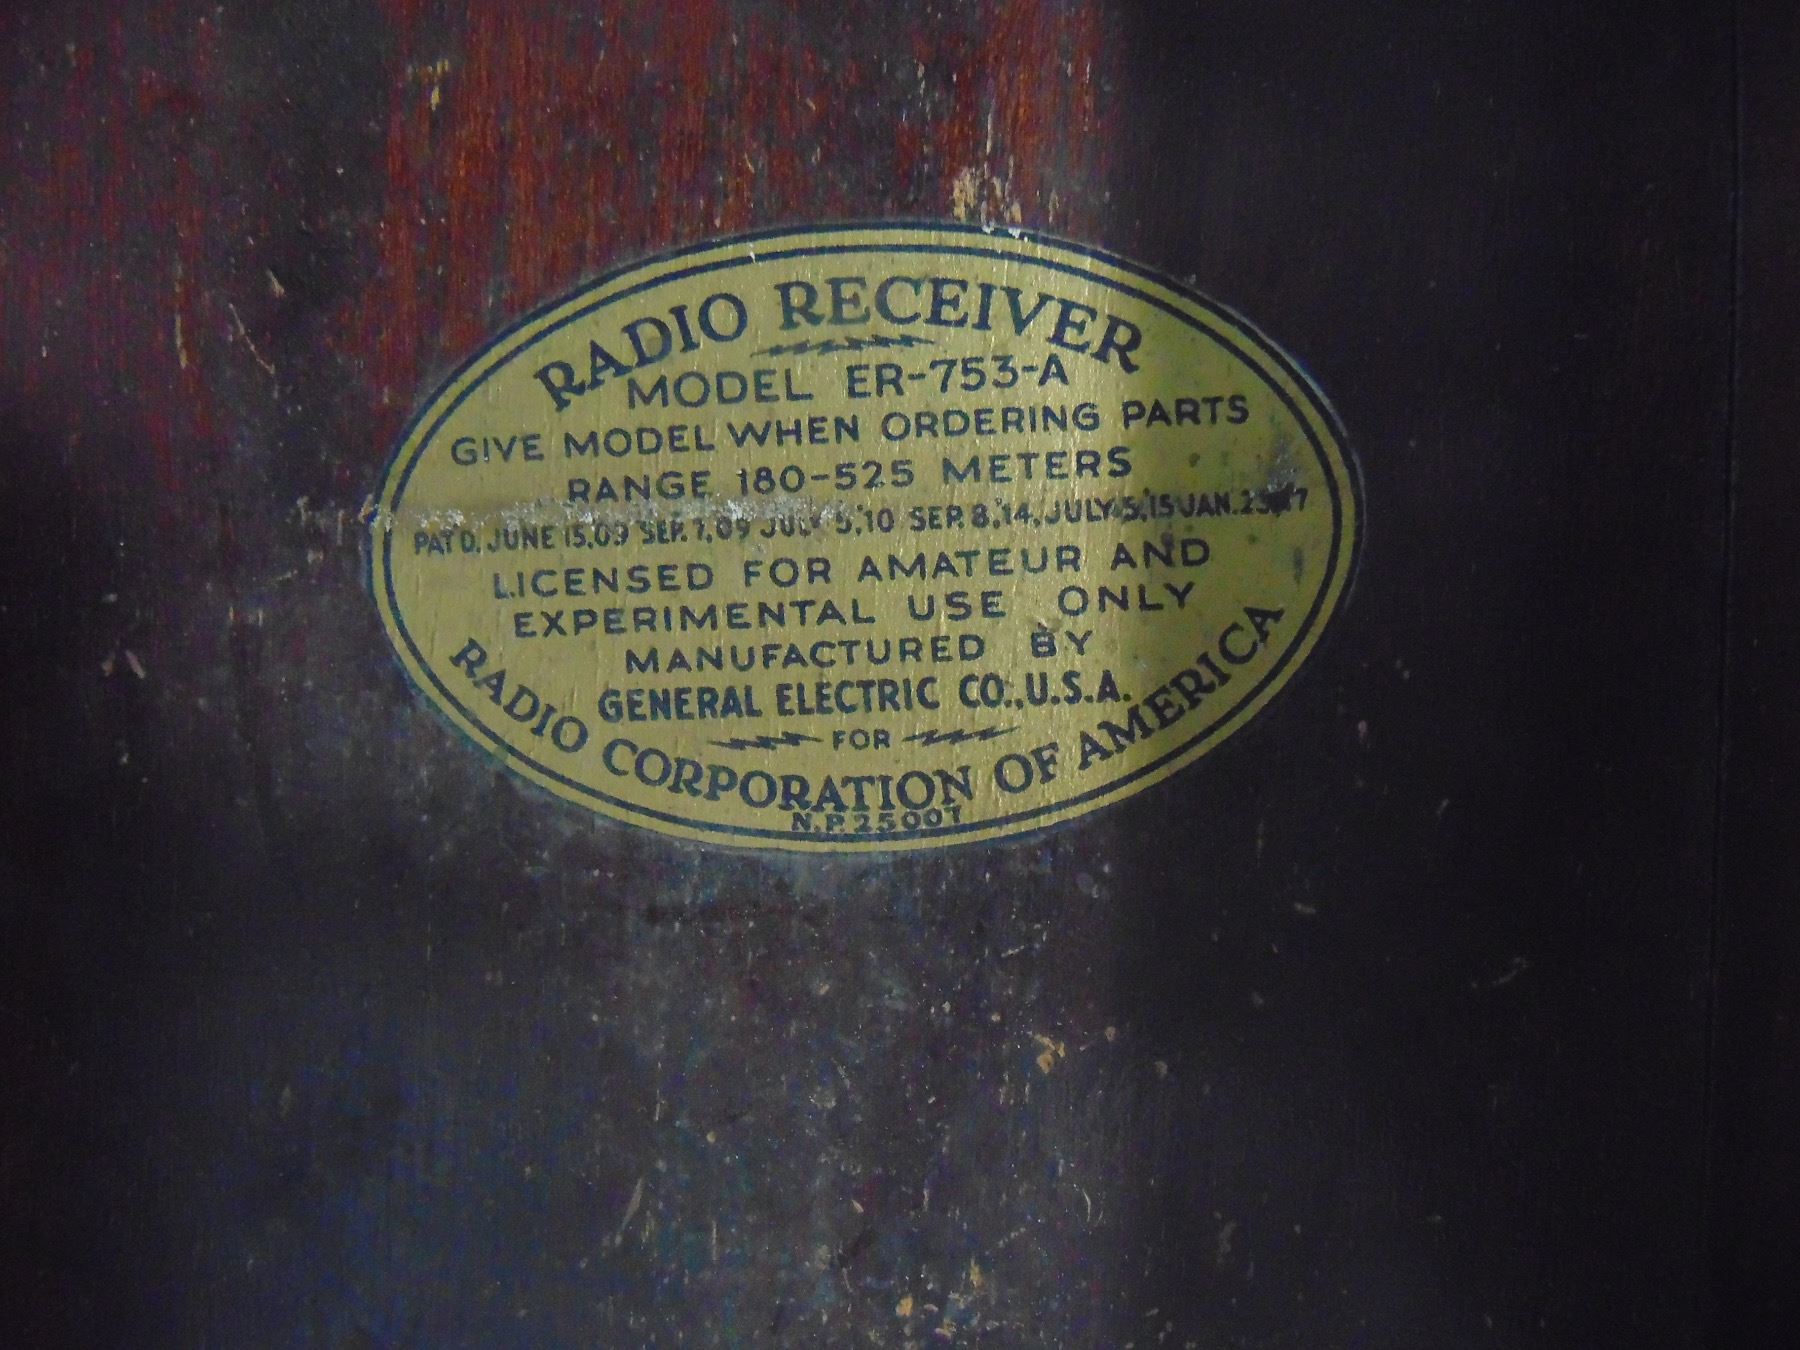 RADIO RECEIVER
MODEL ER-753-A
GIVE MODEL WHEN ORDERING PARTS
RANGE 180-525 METERS
PAT'D. JUNE 15,09 SEP. 7,09 JULY 5,'10 SEP. 8,'14, JULY 5,'15 JAN.
LICENSED FOR AMATEUR AND
EXPERIMENTAL USE ONLY
MANUFACTURED BY
GENERAL ELECTRIC CO., U.S.A.
FOR
RADIO CORPORATION OF AMERICA
N.P. 25007